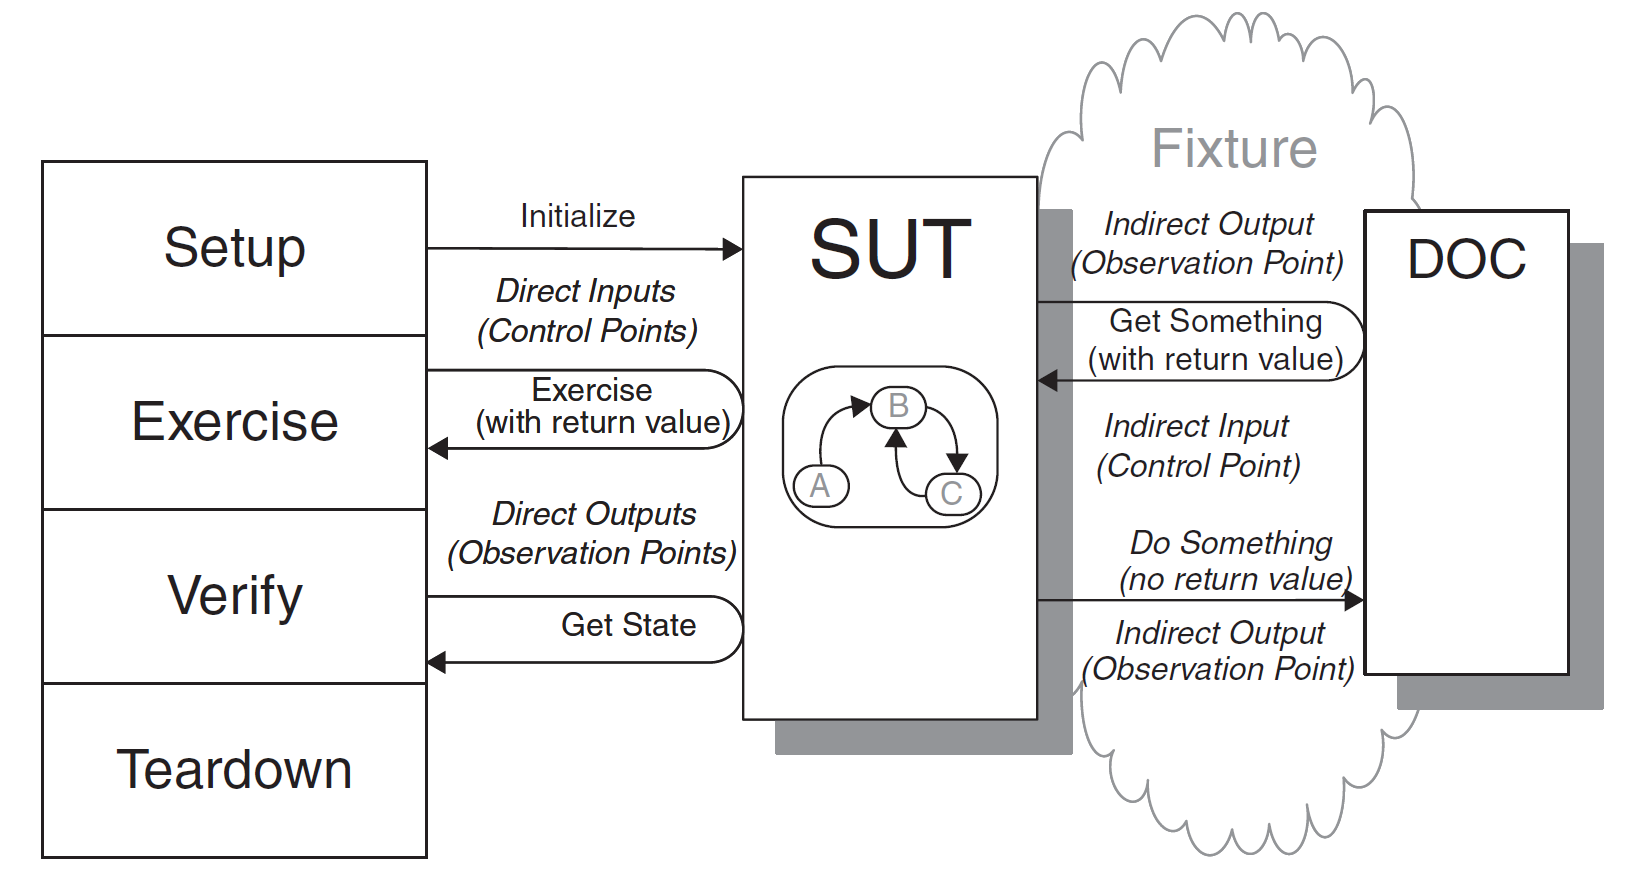 Fixture
Setup
Exercise
Verify
Teardown
Initialize
Direct Inputs
(Control Points)
Exercise
(with return value)
Direct Outputs
(Observation Points)
Get State
SUT
B
A
C
Indirect Output
(Observation Point)
Get Something
(with return value)
Indirect Input
(Control Point)
Do Something
(no return value)
Indirect Output
(Observation Point)
DOC